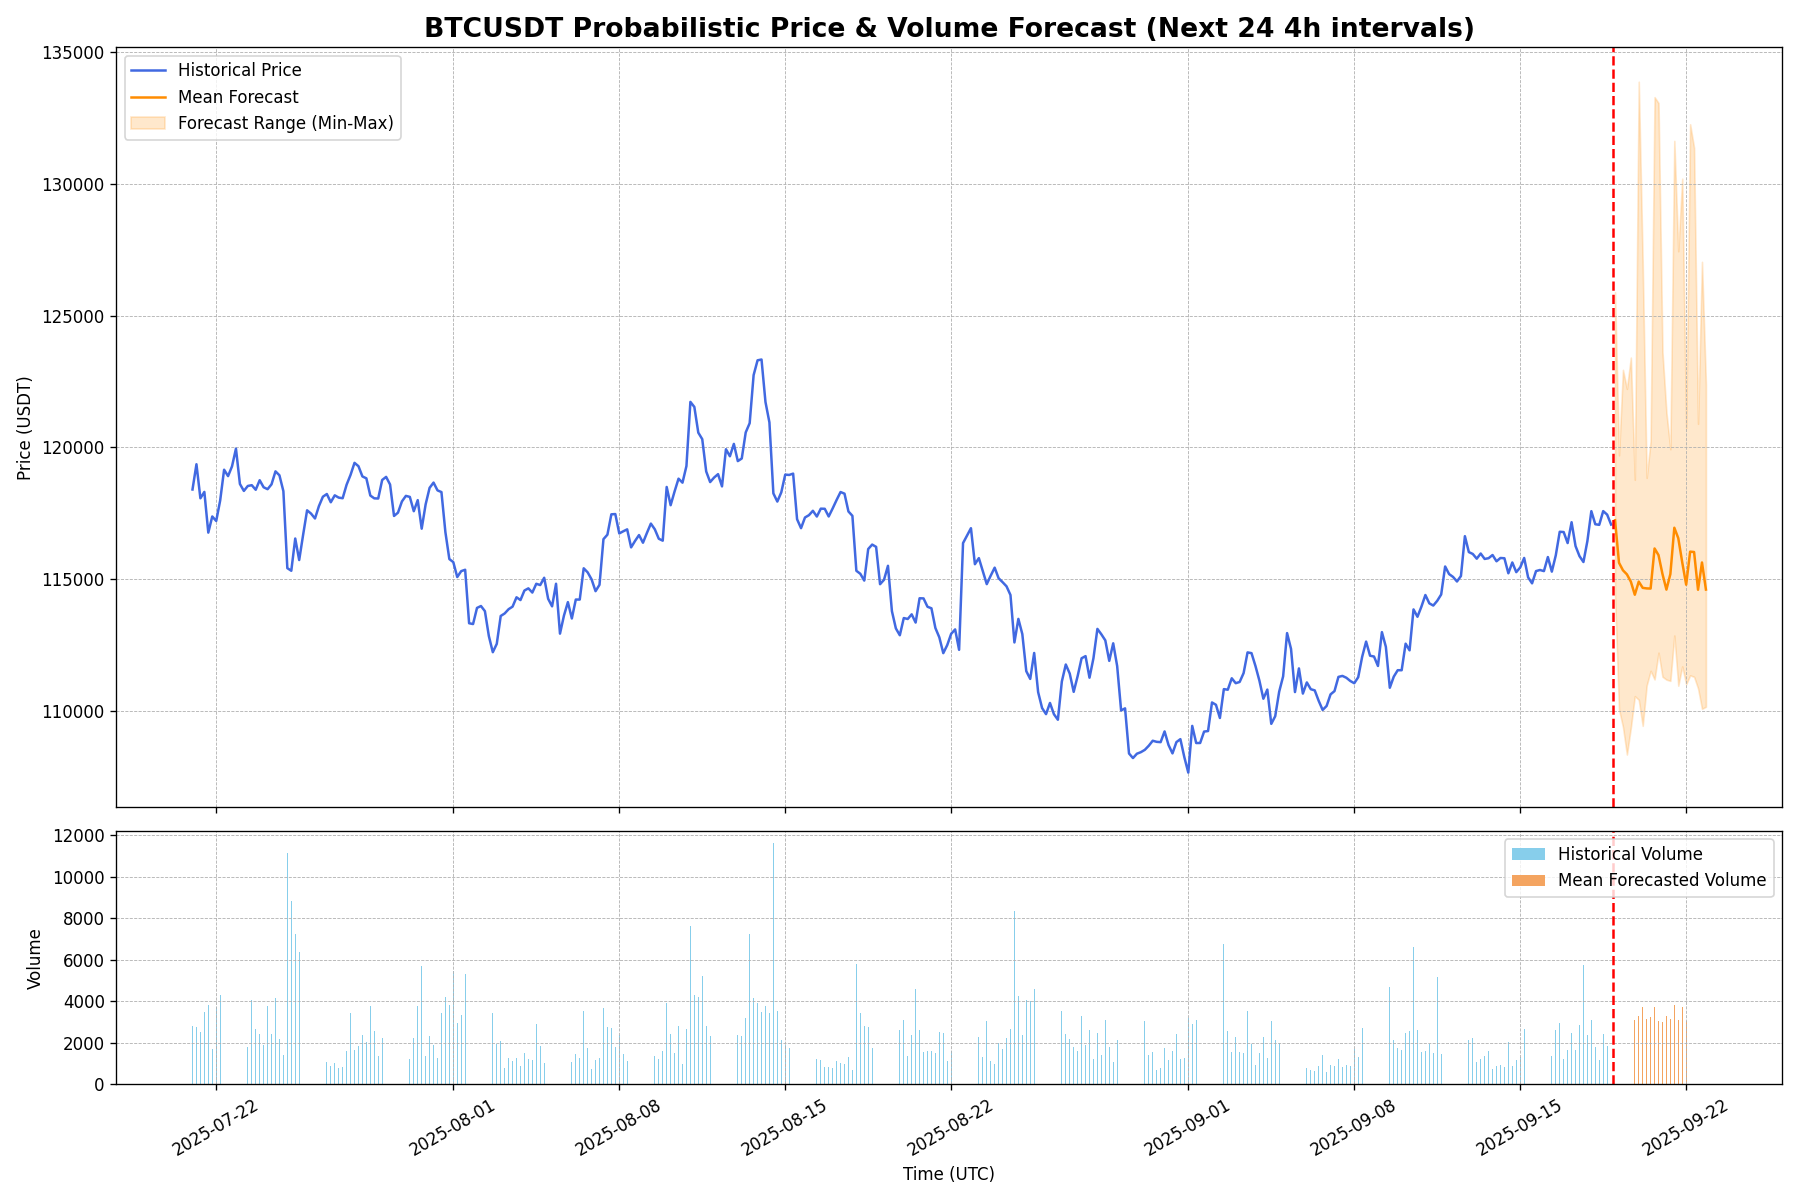 BTCUSDT Probabilistic Price & Volume Forecast (Next 24 4h intervals)
Historical Price
Mean Forecast
Forecast Range (Min-Max)
Price (USDT)
135000
130000
125000
120000
115000
110000
Historical Volume
Mean Forecasted Volume
Volume
12000
10000
8000
6000
4000
2000
0
2025-07-22
2025-08-01
2025-08-08
2025-08-15
2025-08-22
2025-09-01
2025-09-08
2025-09-15
2025-09-22
Time (UTC)